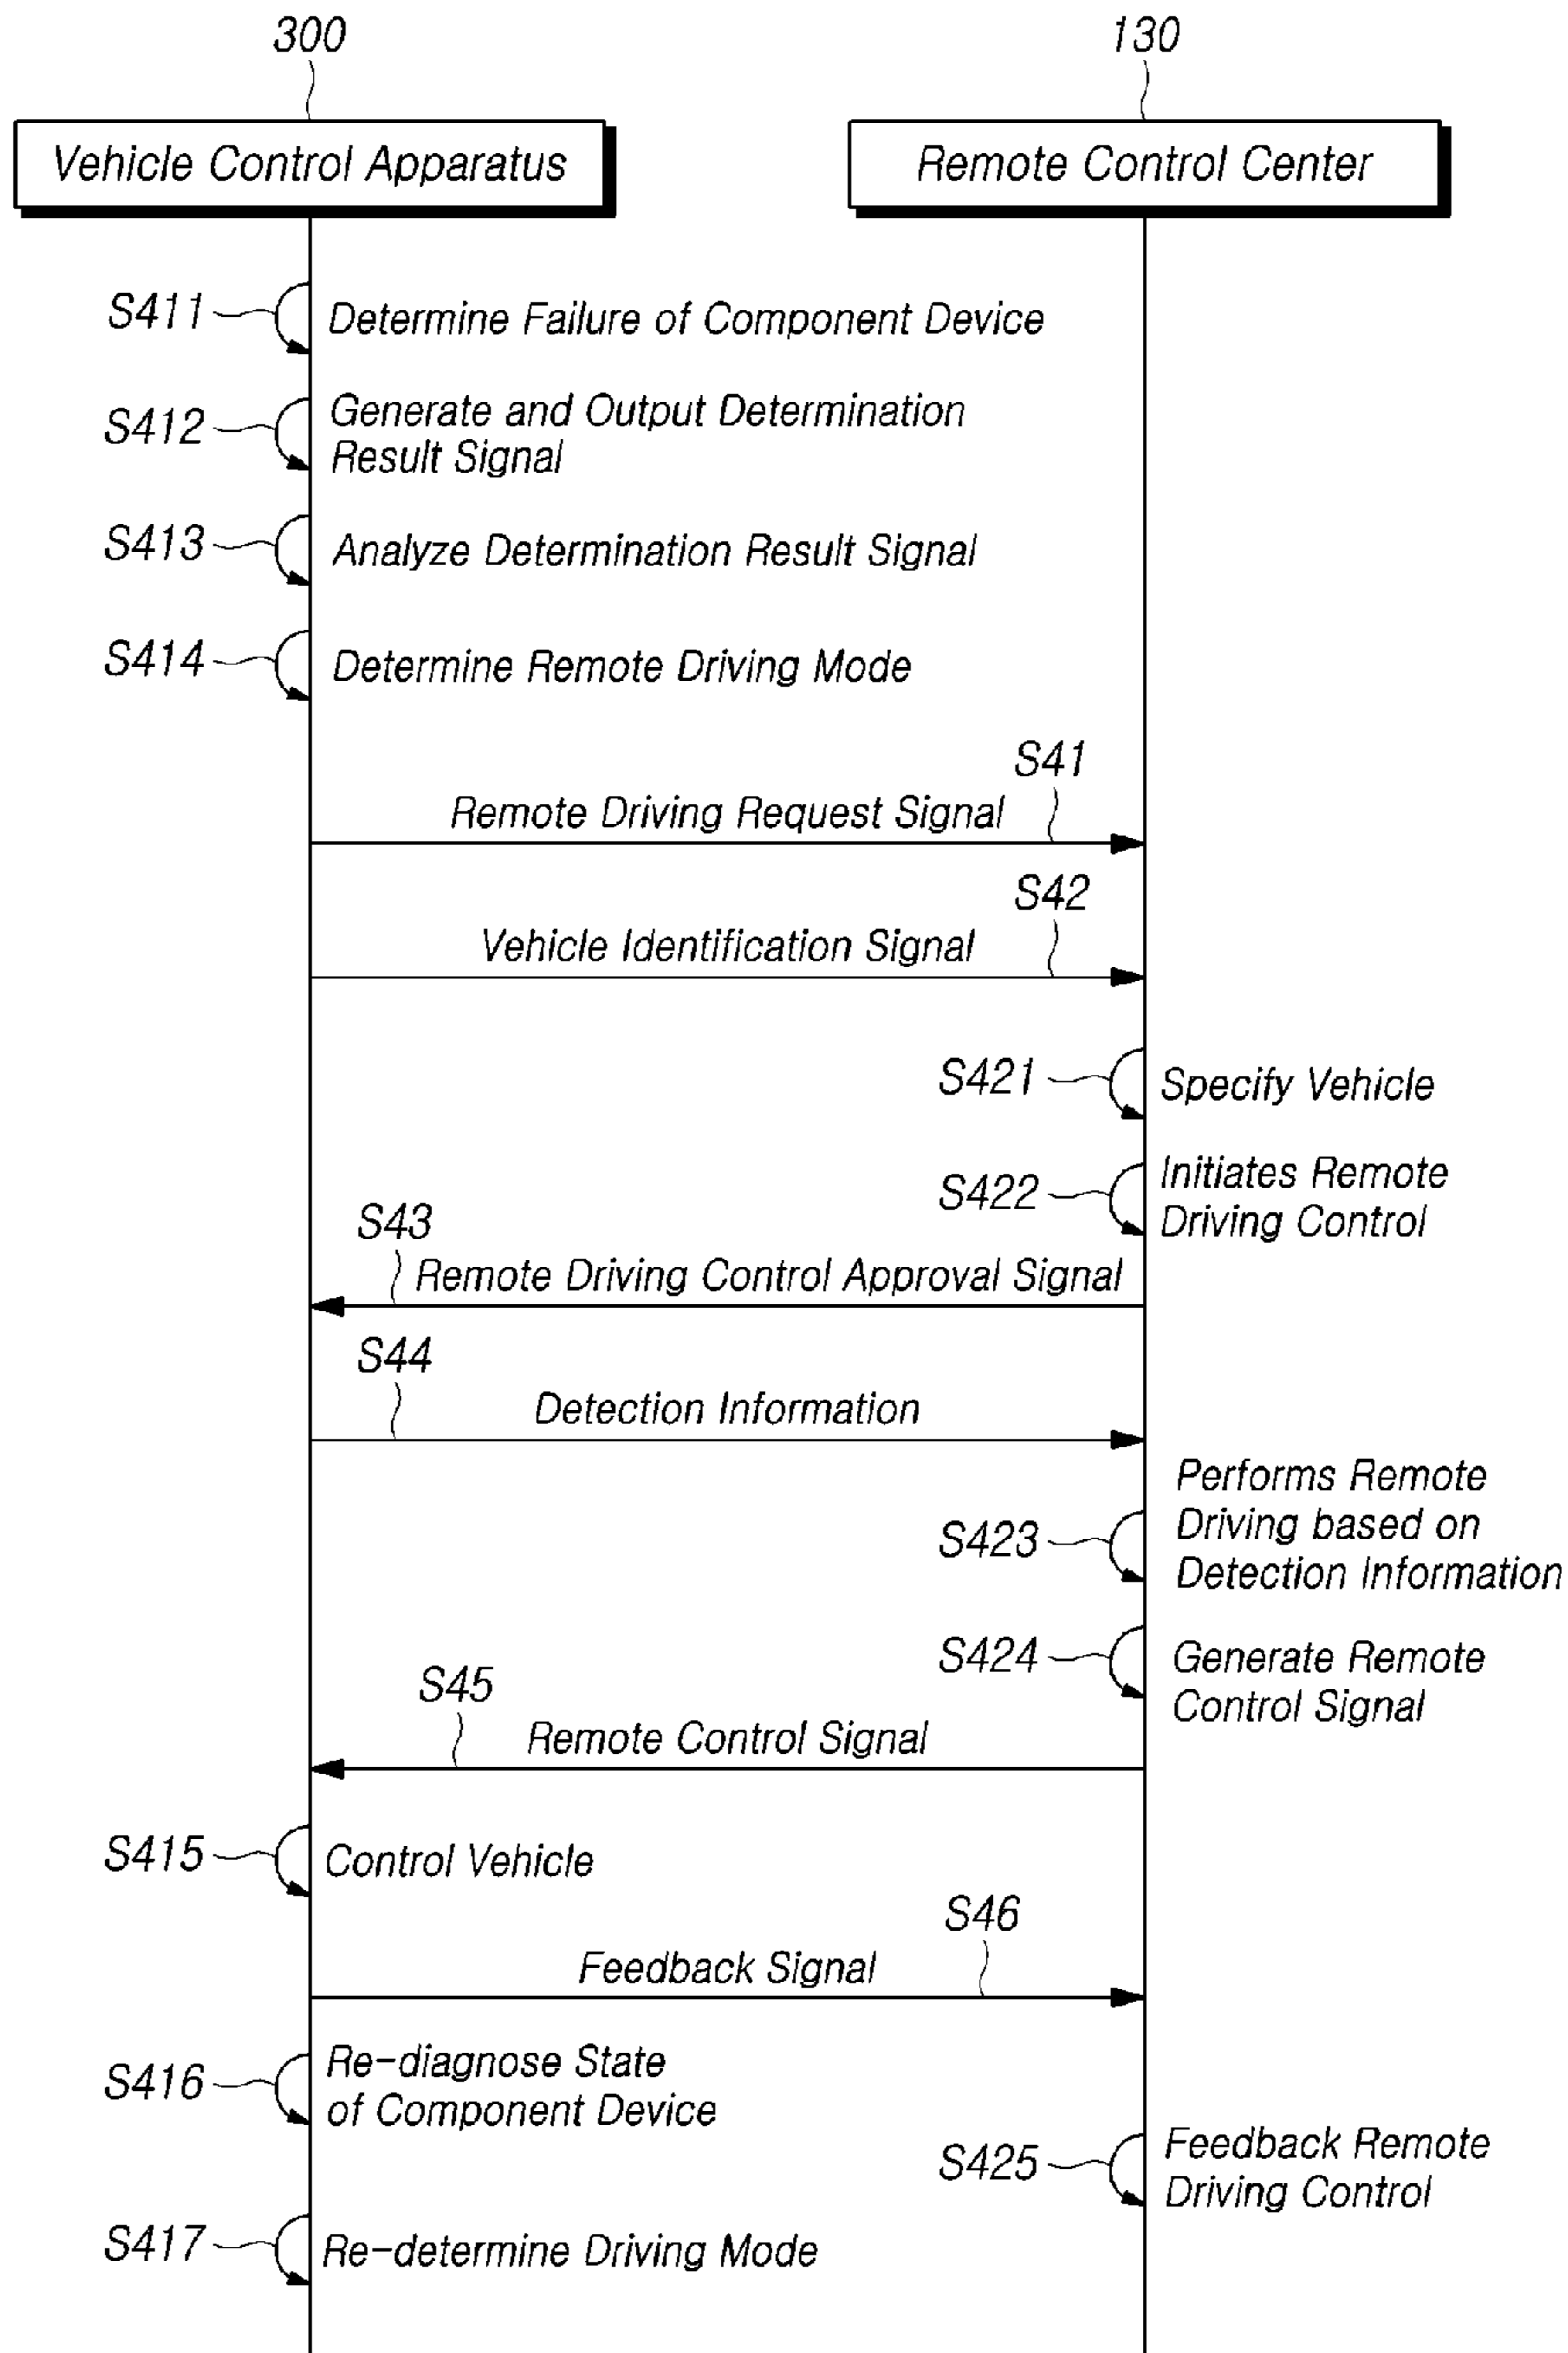 300
130
Vehicle Control Apparatus
Remote Control Center
S411
Determine Failure of Component Device
S412
Generate and Output Determination
Result Signal
S413
Analyze Determination Result Signal
S414
Determine Remote Driving Mode
S41
Remote Driving Request Signal
S42
Vehicle Identification Signal
S421
Specify Vehicle
S422
Initiates Remote
Driving Control
S43
Remote Driving Control Approval Signal
S44
Detection Information
S423
Performs Remote
Driving based on
Detection Information
S424
Generate Remote
Control Signal
S45
Remote Control Signal
S415
Control Vehicle
S46
Feedback Signal
S416
Re-diagnose State
of Component Device
S425
Feedback Remote
Driving Control
S417
Re-determine Driving Mode